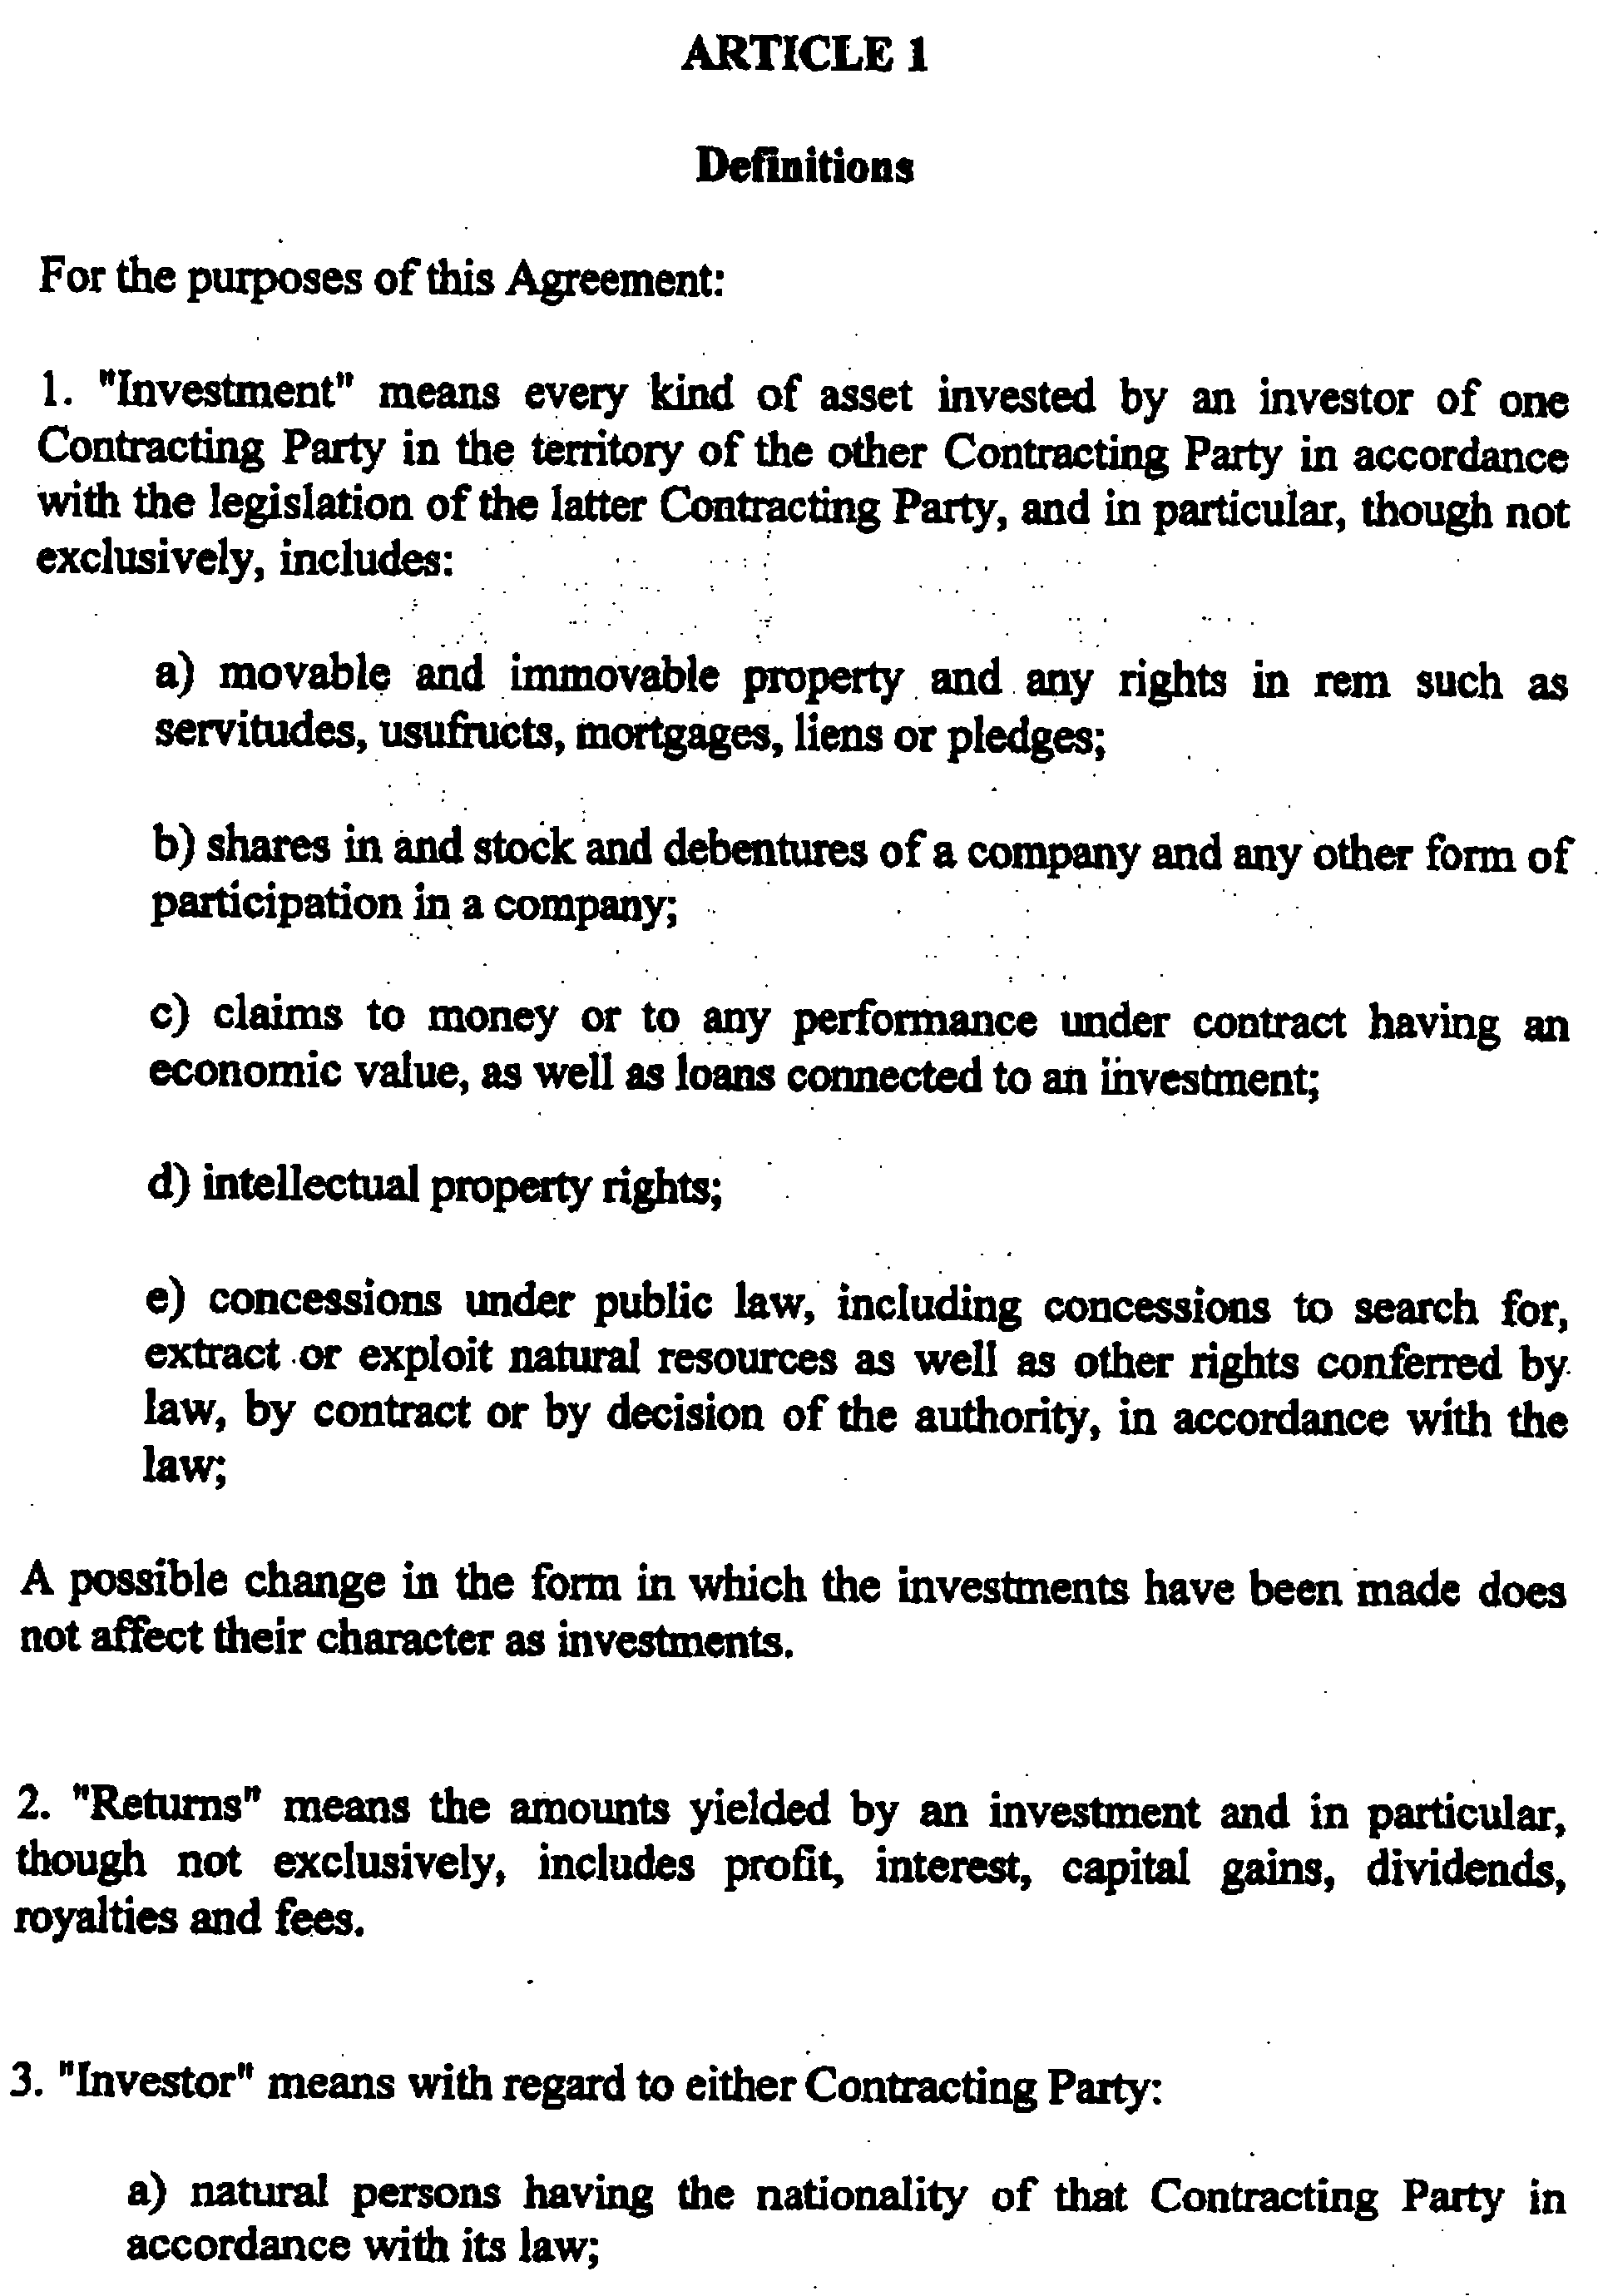 ARTICLE 1
Definitions
For the purposes of this Agreement:
1. "Investment" means every kind of asset invested by an investor of one
Contracting Party in the territory of the other Contracting Party in accordance
with the legislation of the latter Contracting Party, and in particular, though not
exclusively, includes:
a) movable and immovable property and any rights in rem such as
servitudes, usufructs, mortgages, liens or pledges;
b) shares in and stock and debentures of a company and any other form of
participation in a company;
c) claims to money or to any performance under contract having an
economic value, as well as loans connected to an investment;
d) intellectual property rights;
e) concessions under public law, including concessions to search for,
extract or exploit natural resources as well as other rights conferred by
law, by contract or by decision of the authority, in accordance with the
law;
A possible change in the form in which the investments have been made does
not affect their character as investments.
2. "Returns" means the amounts yielded by an investment and in particular,
though not exclusively, includes profit, interest, capital gains, dividends,
royalties and fees.
3. "Investor" means with regard to either Contracting Party:
a) natural persons having the nationality of that Contracting Party in
accordance with its law;